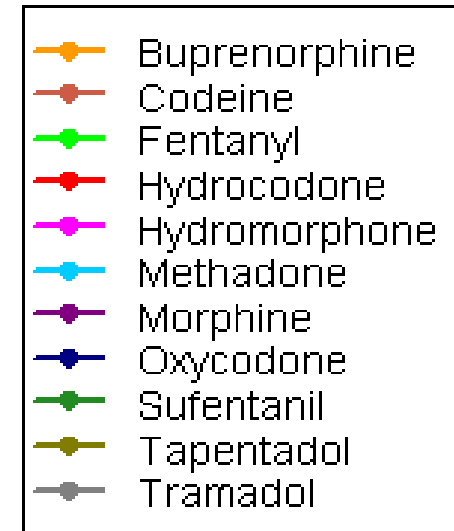 Buprenorphine
Codeine
Fentanyl
Hydrocodone
Hydromorphone
Methadone
Morphine
Oxycodone
Sufentanil
Tapentadol
Tramadol